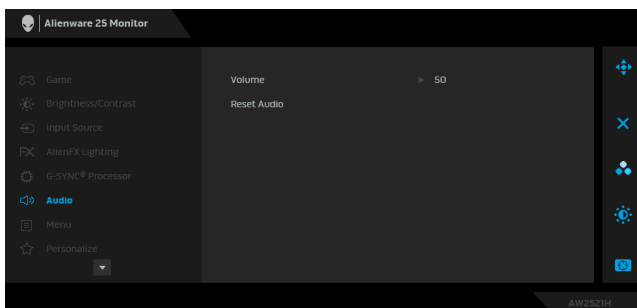 Alienware 25 Monitor
Game
Brightness/Contrast
Input Source
AlienFX Lighting
G-SYNC® Processor
Audio
Menu
Personalize
Volume 50
Reset Audio
AW2521H